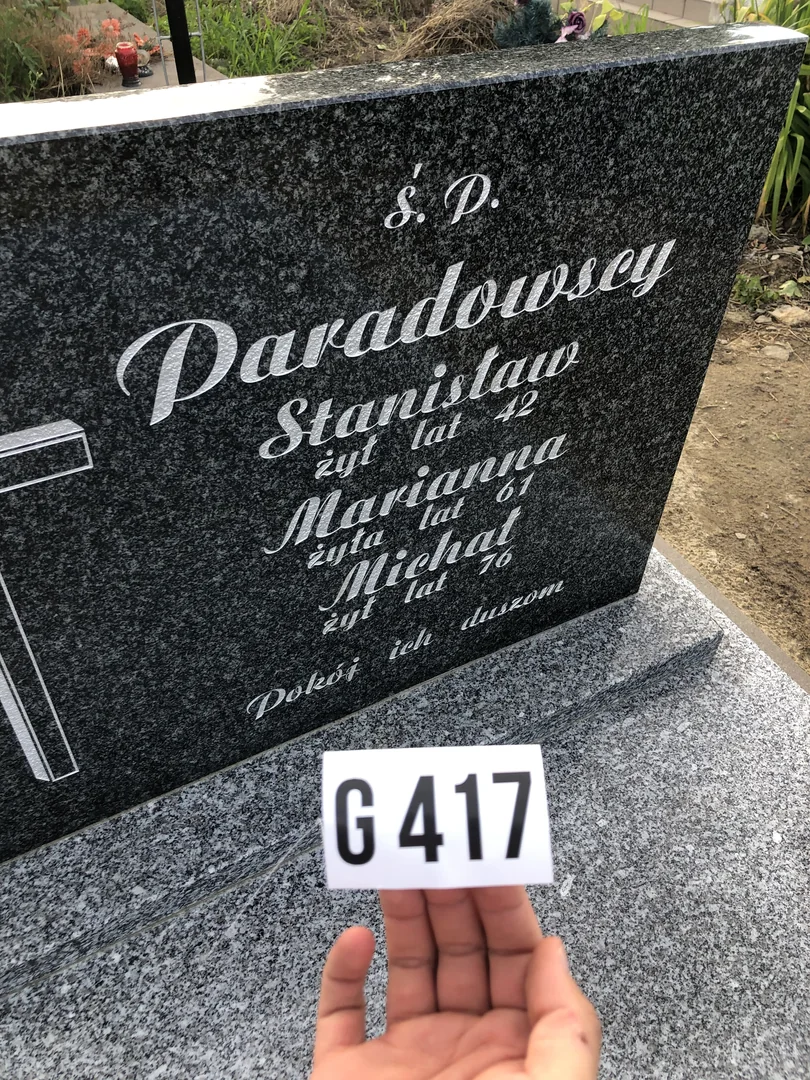 ś. P.
Paradowscy
Stanisław
żył lat 42
Marianna
żyła lat 61
Michał
żył lat 76
Pokój ich duszom
G 417